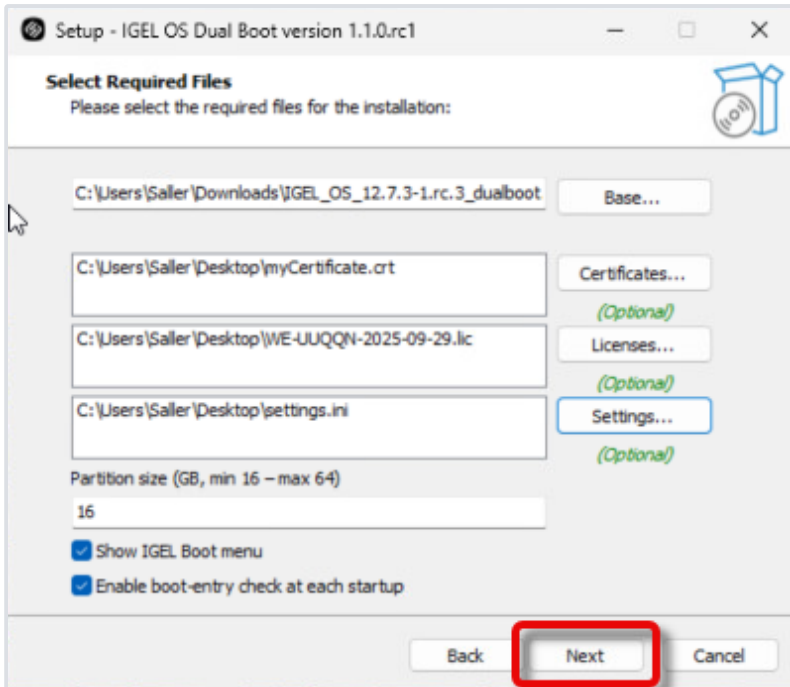 Setup - IGEL OS Dual Boot version 1.1.0.rc1
Select Required Files
Please select the required files for the installation:
C:\Users\Saller\Downloads\IGEL_OS_12.7.3-1.rc.3_dualboot
Base...
C:\Users\Saller\Desktop\myCertificate.crt
Certificates...
(Optional)
C:\Users\Saller\Desktop\WE-UUQQN-2025-09-29.lic
Licenses...
(Optional)
C:\Users\Saller\Desktop\settings.ini
Settings...
(Optional)
Partition size (GB, min 16 – max 64)
16
Show IGEL Boot menu
Enable boot-entry check at each startup
Back
Next
Cancel